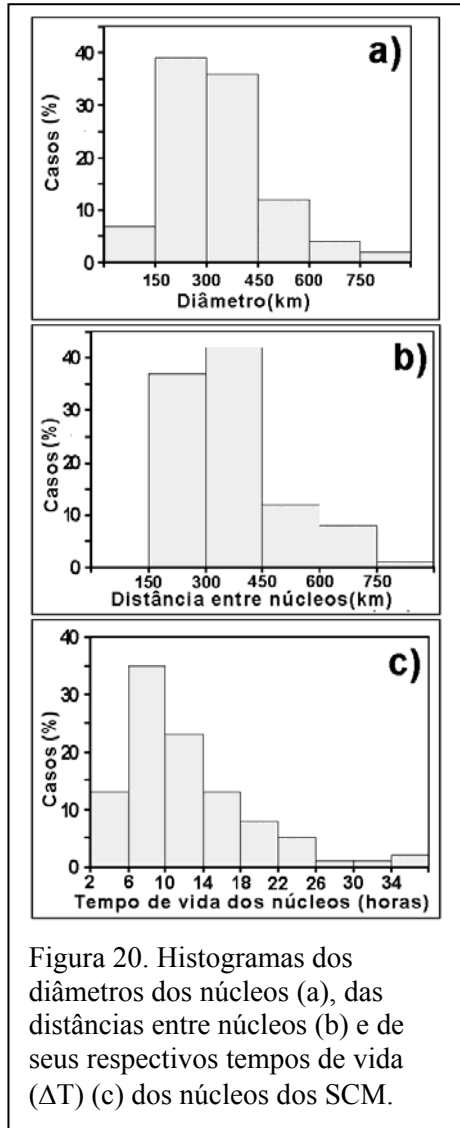 a)
Casos (%)
40
30
20
10
0
150 300 450 600 750
Diâmetro(km)
b)
Casos (%)
40
30
20
10
0
150 300 450 600 750
Distância entre núcleos(km)
c)
Casos (%)
40
30
20
10
0
2 6 10 14 18 22 26 30 34
Tempo de vida dos núcleos (horas)
Figura 20. Histogramas dos
diâmetros dos núcleos (a), das
distâncias entre núcleos (b) e de
seus respectivos tempos de vida
(ΔT) (c) dos núcleos dos SCM.